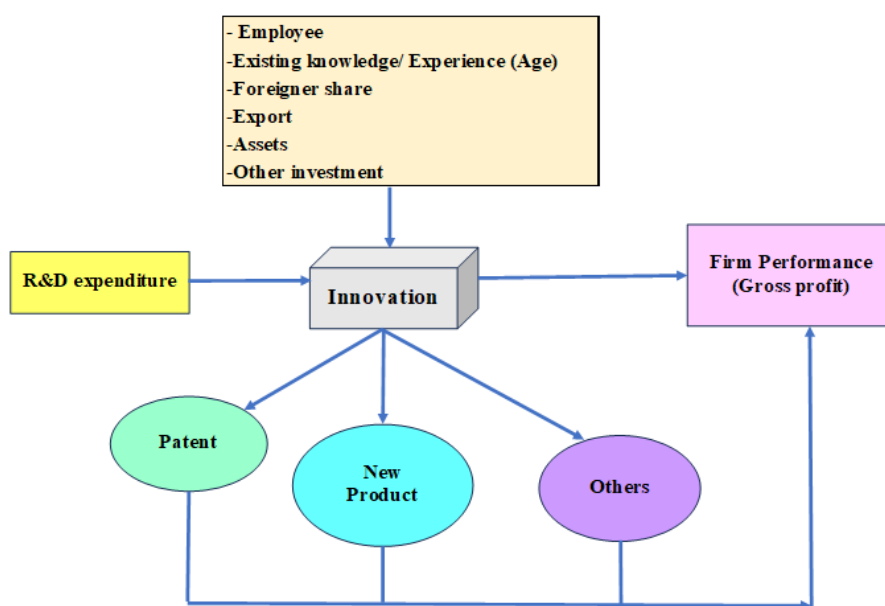 - Employee
-Existing knowledge/ Experience (Age)
-Foreigner share
-Export
-Assets
-Other investment
R&D expenditure
Innovation
Firm Performance
(Gross profit)
Patent
New
Product
Others